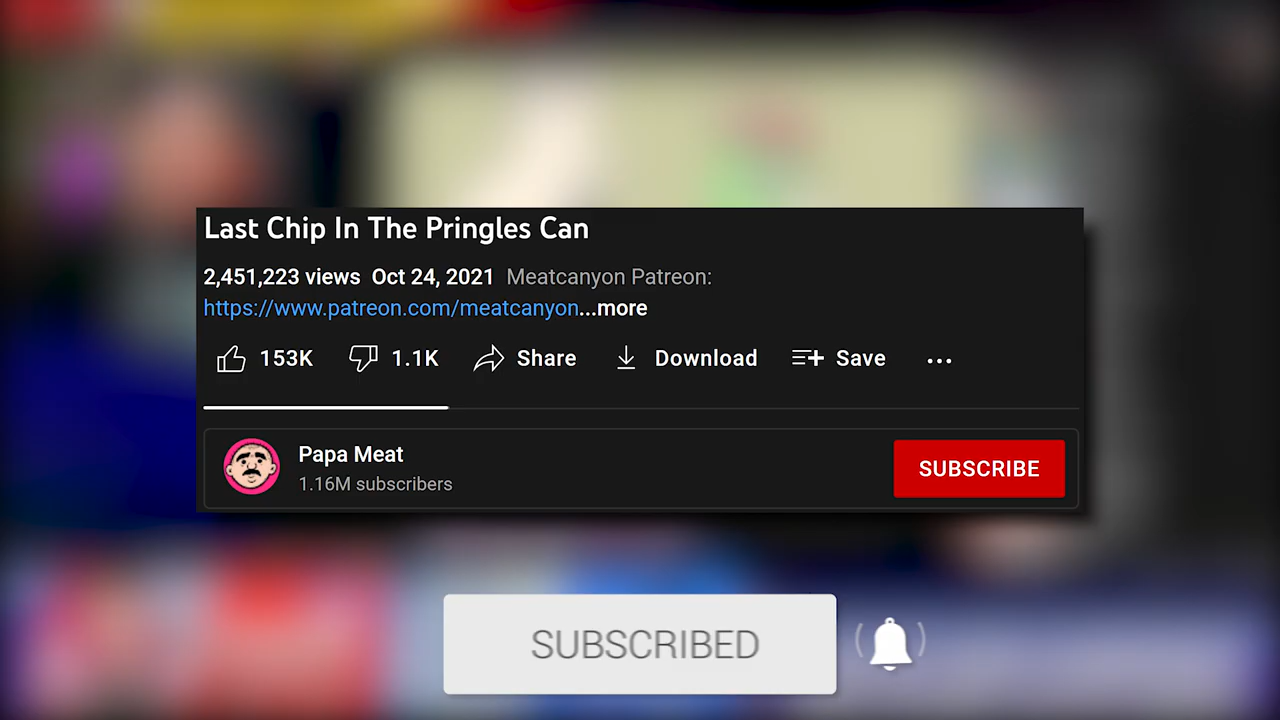 Last Chip In The Pringles Can
2,451,223 views Oct 24, 2021 Meatcanyon Patreon:
https://www.patreon.com/meatcanyon...more
153K 1.1K Share Download Save ...
Papa Meat
1.16M subscribers
SUBSCRIBE
SUBSCRIBED